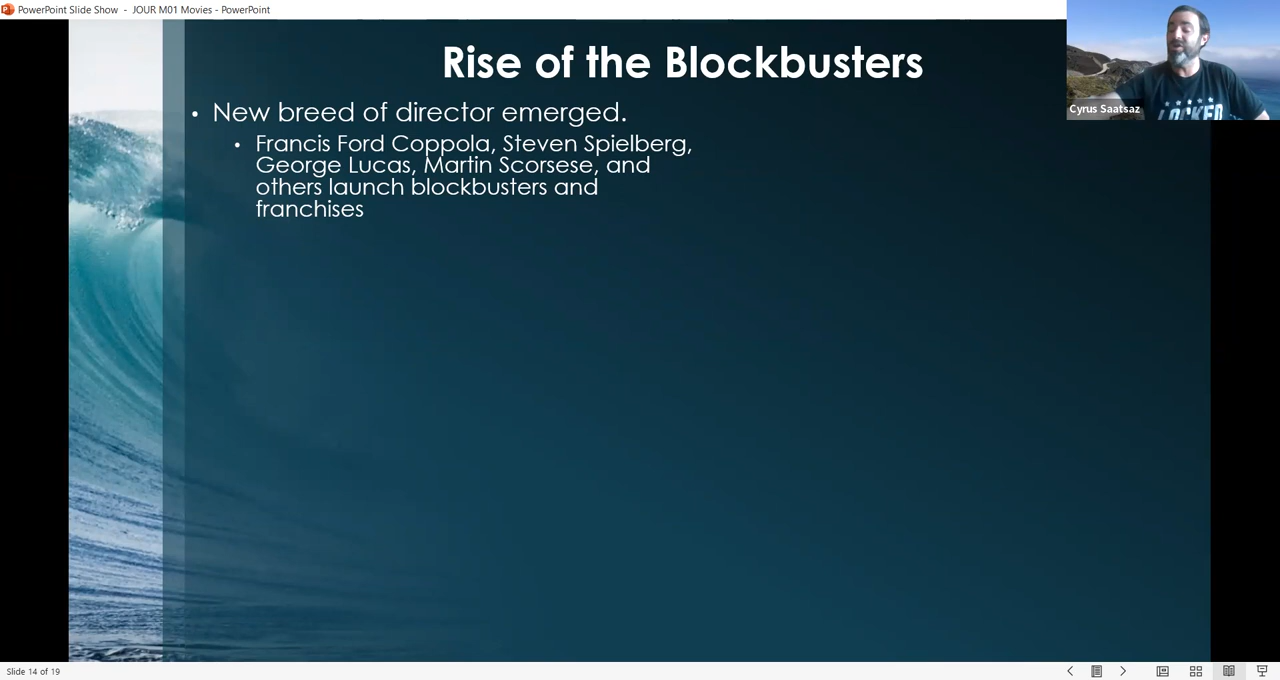 PowerPoint Slide Show - JOUR M01 Movies - PowerPoint
Rise of the Blockbusters
• New breed of director emerged.
• Francis Ford Coppola, Steven Spielberg,
George Lucas, Martin Scorsese, and
others launch blockbusters and
franchises
Cyrus Saatsaz
LOCKED
Slide 14 of 19